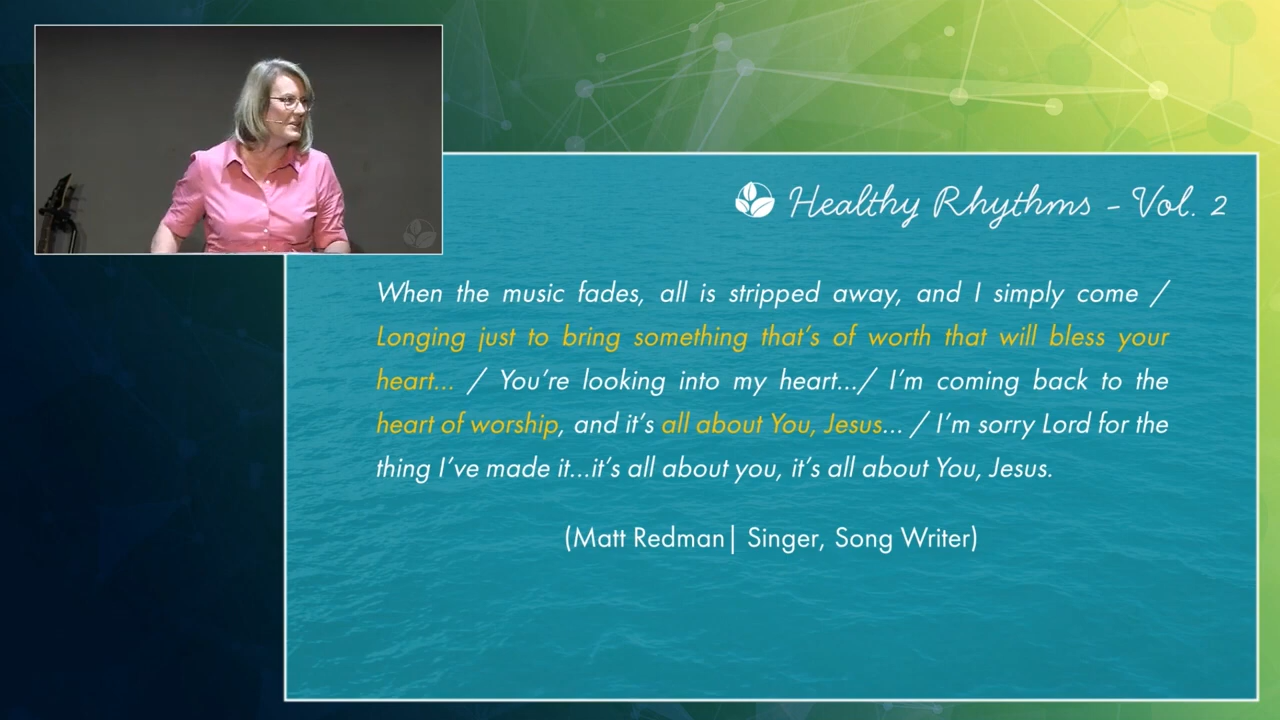 Healthy Rhythms - Vol. 2
When the music fades, all is stripped away, and I simply come /
Longing just to bring something that's of worth that will bless your
heart... / You're looking into my heart.../ I'm coming back to the
heart of worship, and it's all about You, Jesus... / I'm sorry Lord for the
thing I've made it...it's all about you, it's all about You, Jesus.
(Matt Redman| Singer, Song Writer)